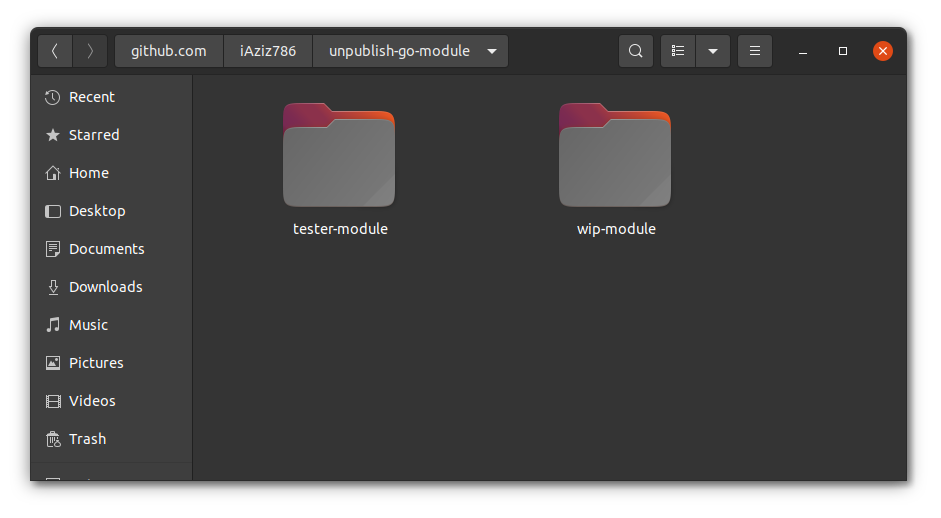 github.com iAziz786 unpublish-go-module
Recent
Starred
Home
Desktop
Documents
Downloads
Music
Pictures
Videos
Trash
tester-module
wip-module